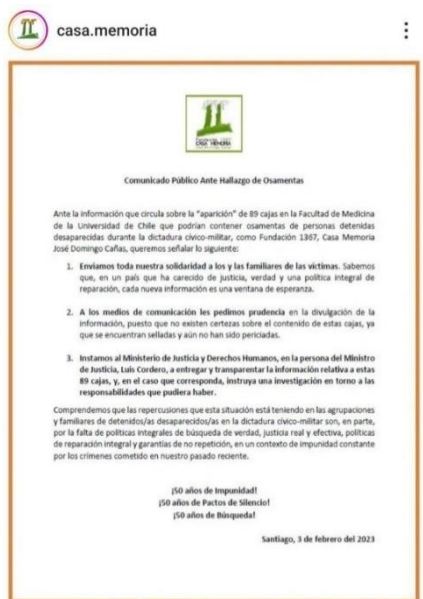 casa.memoria
CASA MEMORIA
Comunicado Público Ante Hallazgo de Osamentas
Ante la información que circula sobre la "aparición" de 89 cajas en la Facultad de Medicina
de la Universidad de Chile que podrían contener osamentas de personas detenidas
desaparecidas durante la dictadura cívico-militar, como Fundación 1367, Casa Memoria
José Domingo Cañas, queremos señalar lo siguiente:
1. Enviamos toda nuestra solidaridad a los y las familiares de las víctimas. Sabemos
que, en un país que ha carecido de justicia, verdad y una política integral de
reparación, cada nueva información es una ventana de esperanza.
2. A los medios de comunicación les pedimos prudencia en la divulgación de la
información, puesto que no existen certezas sobre el contenido de estas cajas, ya
que se encuentran selladas y aún no han sido periciadas.
3. Instamos al Ministerio de Justicia y Derechos Humanos, en la persona del Ministro
de Justicia, Luis Cordero, a entregar y transparentar la información relativa a estas
89 cajas, y, en el caso que corresponda, instruya una investigación en torno a las
responsabilidades que pudiera haber.
Comprendemos que las repercusiones que esta situación está teniendo en las agrupaciones
y familiares de detenidos/as desaparecidos/as en la dictadura cívico-militar son, en parte,
por la falta de políticas integrales de búsqueda de verdad, justicia real y efectiva, políticas
de reparación integral y garantías de no repetición, en un contexto de impunidad constante
por los crímenes cometido en nuestro pasado reciente.
¡50 años de Impunidad!
¡50 años de Pactos de Silencio!
¡50 años de Búsqueda!
Santiago, 3 de febrero del 2023